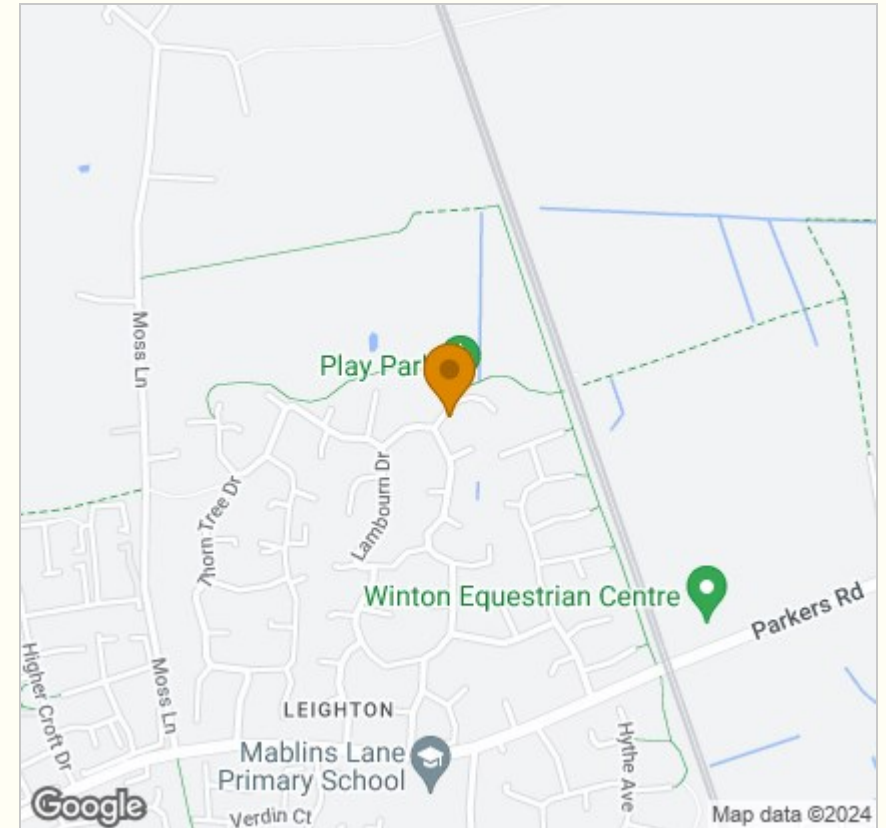 Moss Ln
Play Par
Thorn Tree Dr
Lambourn Dr
Winton Equestrian Centre
Parkers Rd
Higher Croft Dr
Moss Ln
LEIGHTON
Mablins Lane
Primary School
Hythe Ave
Verdin Ct
Google
Map data ©2024